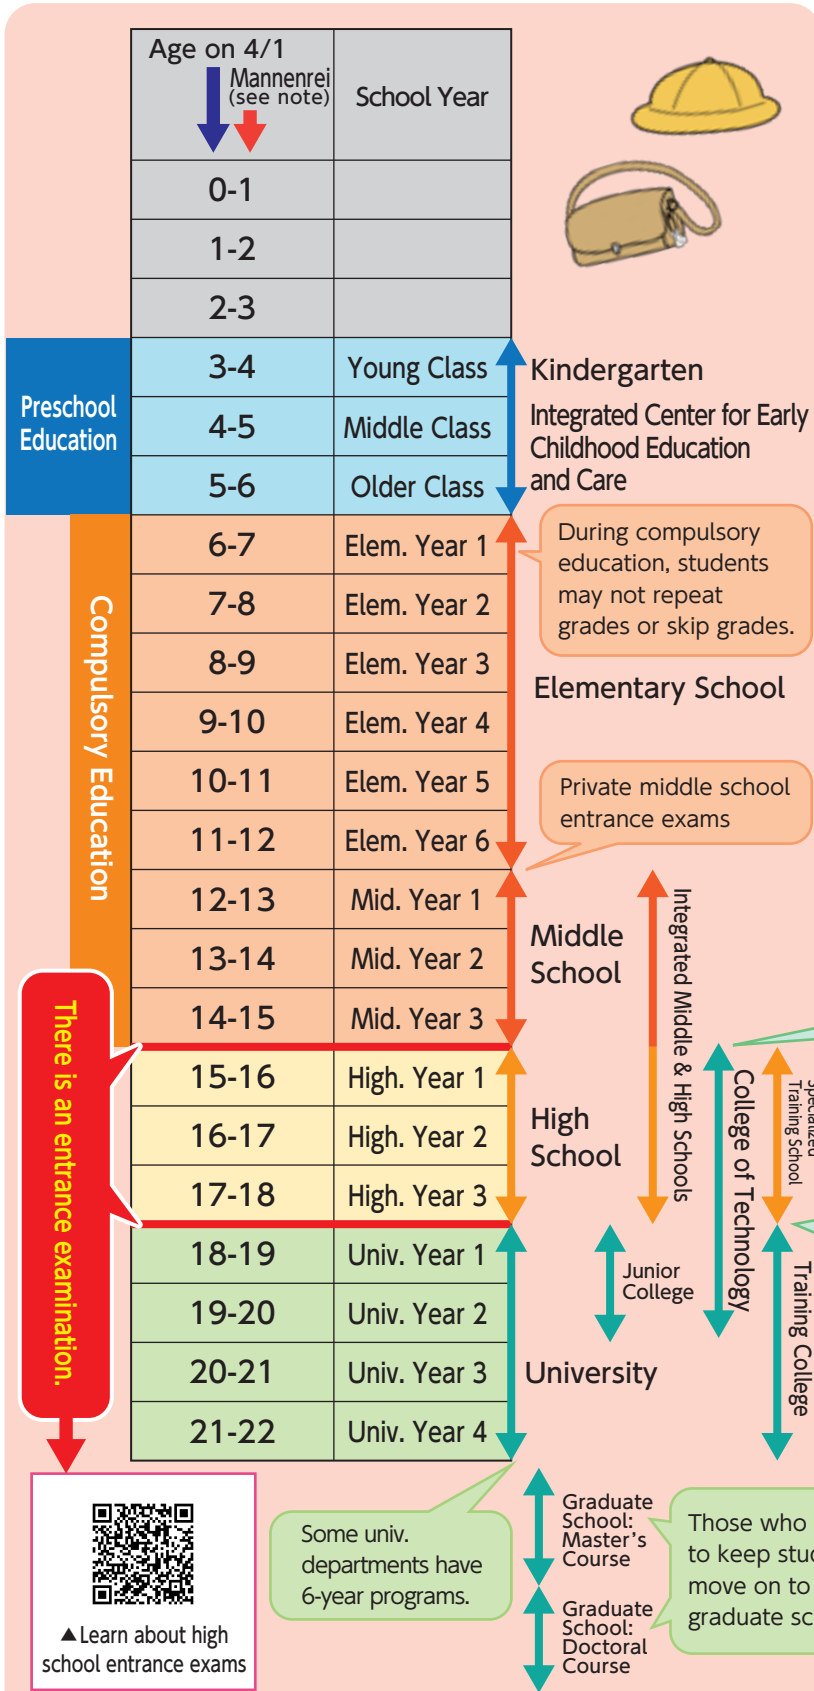 Age on 4/1
Mannenrei
(see note)
School Year
0-1
1-2
2-3
Preschool
Education
3-4
Young Class
4-5
Middle Class
5-6
Older Class
Kindergarten
Integrated Center for Early
Childhood Education
and Care
Compulsory Education
6-7
Elem. Year 1
7-8
Elem. Year 2
8-9
Elem. Year 3
9-10
Elem. Year 4
10-11
Elem. Year 5
11-12
Elem. Year 6
During compulsory
education, students
may not repeat
grades or skip grades.
Elementary School
Private middle school
entrance exams
12-13
Mid. Year 1
13-14
Mid. Year 2
14-15
Mid. Year 3
Middle
School
Integrated Middle & High Schools
There is an entrance examination.
15-16
High. Year 1
16-17
High. Year 2
17-18
High. Year 3
High
School
College of Technology
Specialized
Training School
18-19
Univ. Year 1
19-20
Univ. Year 2
20-21
Univ. Year 3
21-22
Univ. Year 4
University
Junior
College
Training College
▲Learn about high
school entrance exams
Some univ.
departments have
6-year programs.
Graduate
School:
Master's
Course
Graduate
School:
Doctoral
Course
Those who
to keep
move on to
graduate